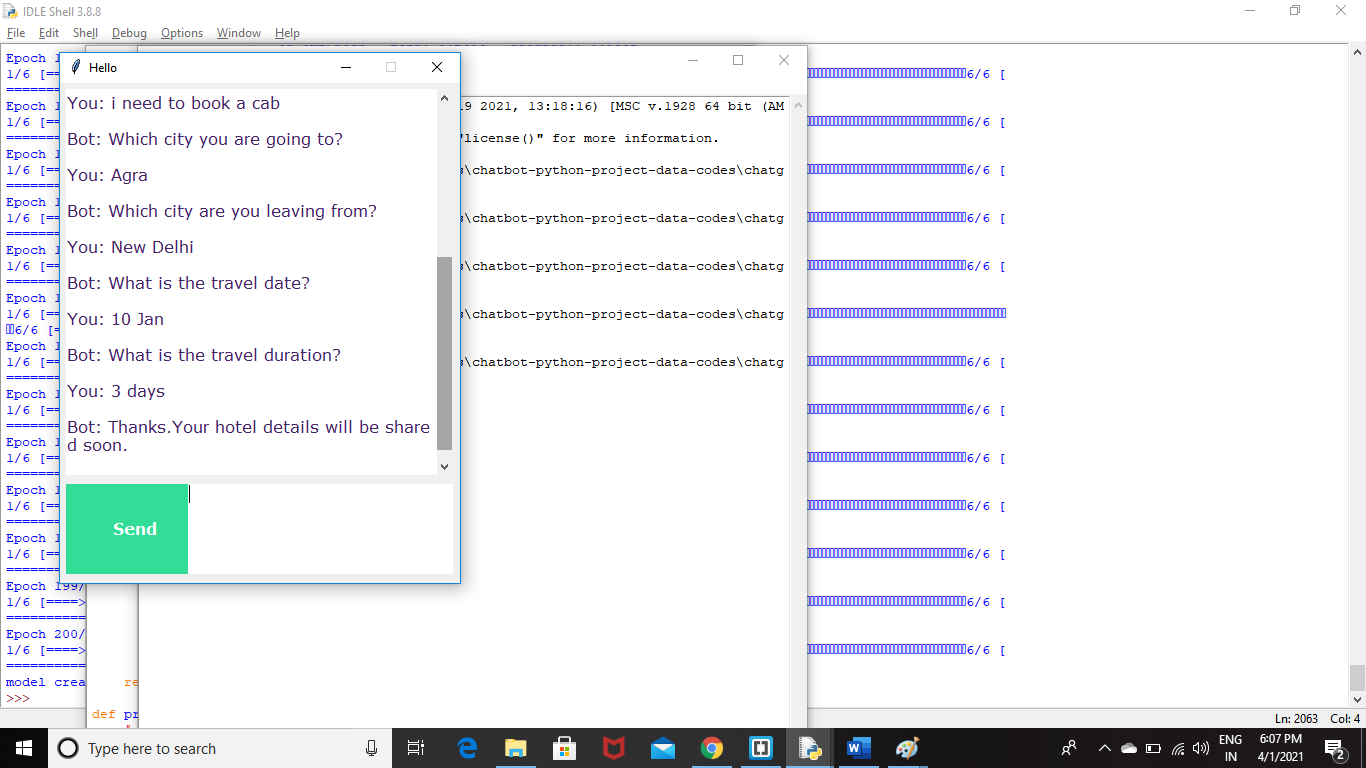 IDLE Shell 3.8.8
File Edit Shell Debug Options Window Help
Hello
You: i need to book a cab
Bot: Which city you are going to?
You: Agra
Bot: Which city are you leaving from?
You: New Delhi
Bot: What is the travel date?
You: 10 Jan
Bot: What is the travel duration?
You: 3 days
Bot: Thanks.Your hotel details will be share
d soon.
Send
19 2021, 13:18:16) [MSC v.1928 64 bit (AM
"license()" for more information.
s\chatbot-python-project-data-codes\chatg
s\chatbot-python-project-data-codes\chatg
s\chatbot-python-project-data-codes\chatg
s\chatbot-python-project-data-codes\chatg
s\chatbot-python-project-data-codes\chatg
Epoch 1
1/6 [== 6/6 [
=======
Epoch 1
1/6 [== 6/6 [
=======
Epoch 1
1/6 [== 6/6 [
=======
Epoch 1
1/6 [== 6/6 [
=======
Epoch 1
1/6 [== 6/6 [
=======
Epoch 1
1/6 [==
6/6 [=
Epoch 1
1/6 [== 6/6 [
=======
Epoch 1
1/6 [== 6/6 [
=======
Epoch 1
1/6 [== 6/6 [
=======
Epoch 1
1/6 [== 6/6 [
=======
Epoch 1
1/6 [== 6/6 [
=======
Epoch 199/
1/6 [====> 6/6 [
==========
Epoch 200/
1/6 [====> 6/6 [
==========
model crea
>>>
re
def pr
Ln: 2063 Col: 4
Type here to search
ENG
IN
6:07 PM
4/1/2021
2